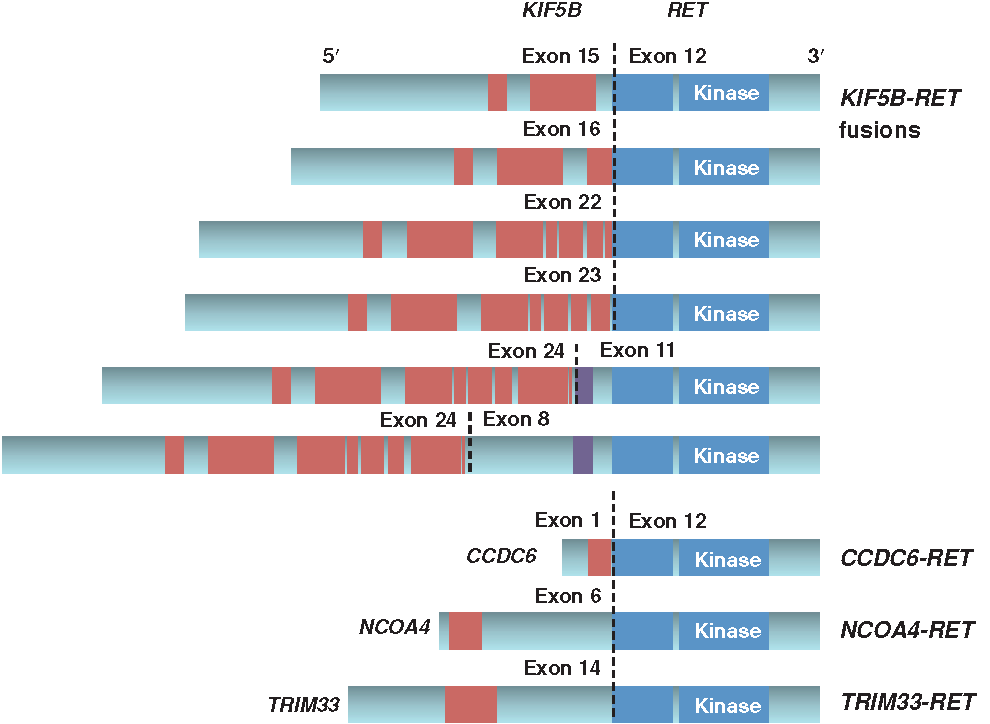 KIF5B RET
5′ Exon 15 Exon 12 3′
Kinase KIF5B-RET
fusions
Exon 16
Kinase
Exon 22
Kinase
Exon 23
Kinase
Exon 24 Exon 11
Kinase
Exon 24 Exon 8
Kinase
Exon 1 Exon 12
CCDC6 Kinase CCDC6-RET
Exon 6
NCOA4 Kinase NCOA4-RET
Exon 14
TRIM33 Kinase TRIM33-RET